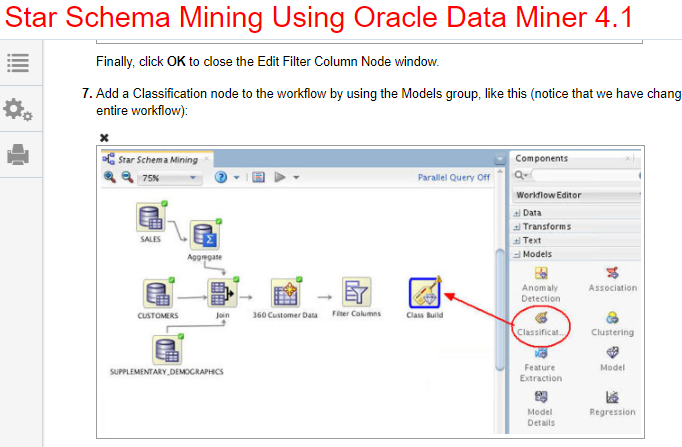 Star Schema Mining Using Oracle Data Miner 4.1
Finally, click OK to close the Edit Filter Column Node window.
7. Add a Classification node to the workflow by using the Models group, like this (notice that we have chang
entire workflow):
Star Schema Mining
75%
Parallel Query Off
SALES
Aggregate
CUSTOMERS
Join
360 Customer Data
Filter Columns
Class Build
SUPPLEMENTARY_DEMOGRAPHICS
Components
Workflow Editor
Data
Transforms
Text
Models
Anomaly
Detection
Association
Classificat...
Clustering
Feature
Extraction
Model
Model
Details
Regression